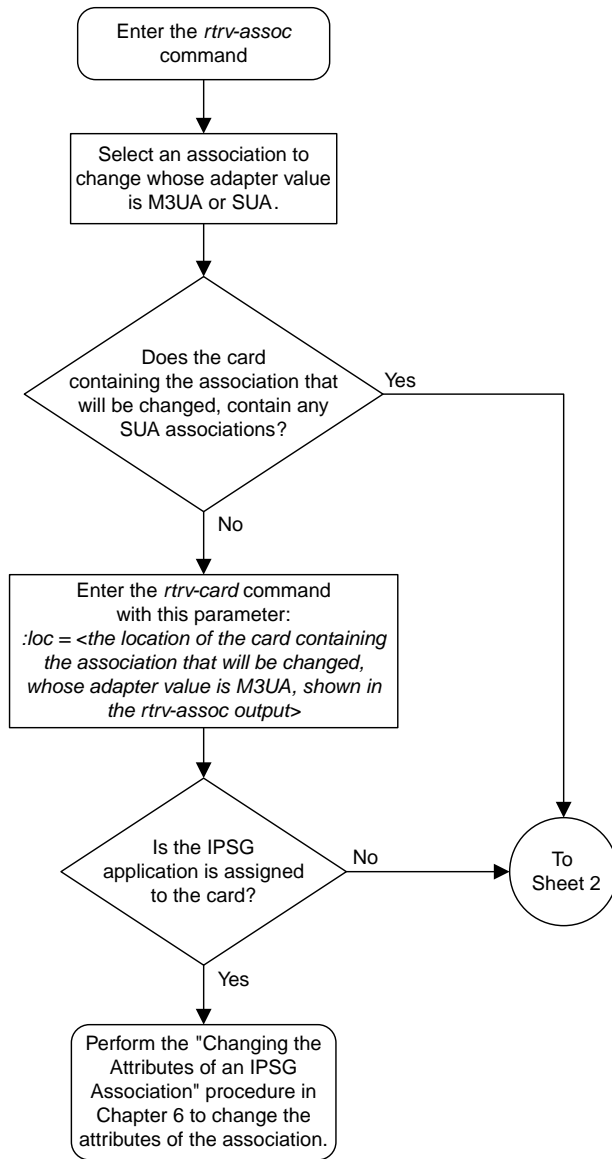 Enter the rtrv-assoc
command
Select an association to
change whose adapter value
is M3UA or SUA.
Does the card
containing the association that
will be changed, contain any
SUA associations?
Yes
No
Enter the rtrv-card command
with this parameter:
:loc = <the location of the card containing
the association that will be changed,
whose adapter value is M3UA, shown in
the rtrv-assoc output>
Is the IPSG
application is assigned
to the card?
No
To
Sheet 2
Yes
Perform the "Changing the
Attributes of an IPSG
Association" procedure in
Chapter 6 to change the
attributes of the association.